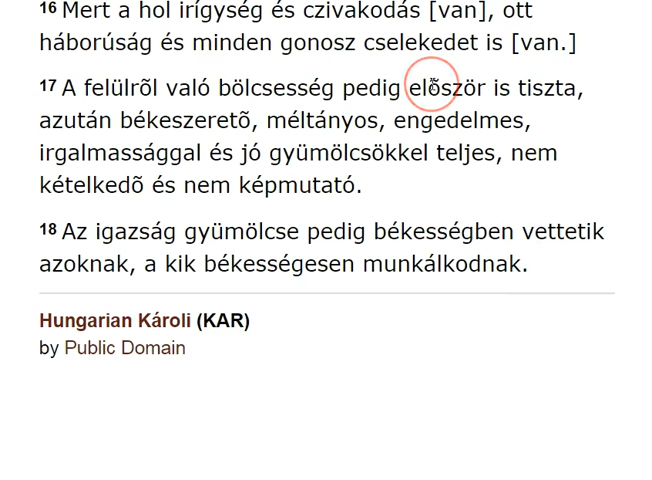 16 Mert a hol irígység és czivakodás [van], ott
háborúság és minden gonosz cselekedet is [van.]
17 A felülrõl való bölcsesség pedig elõször is tiszta,
azután békeszeretõ, méltányos, engedelmes,
irgalmassággal és jó gyümölcsökkel teljes, nem
kételkedõ és nem képmutató.
18 Az igazság gyümölcse pedig békességben vettetik
azoknak, a kik békességesen munkálkodnak.
Hungarian Károli (KAR)
by Public Domain